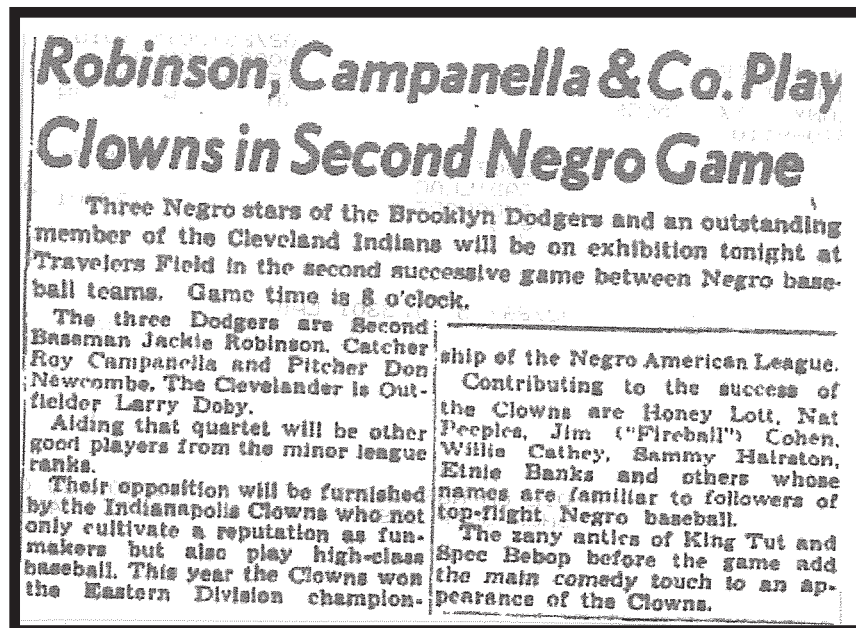 Robinson, Campanella & Co. Play
Clowns in Second Negro Game
Three Negro stars of the Brooklyn Dodgers and an outstanding
member of the Cleveland Indians will be on exhibition tonight at
Travelers Field in the second successive game between Negro base-
ball teams. Game time is 8 o'clock.
The three Dodgers are Second
Baseman Jackie Robinson, Catcher
Roy Campanella and Pitcher Don
Newcombe. The Clevelander is Out-
fielder Larry Doby.
Aiding that quartet will be other
good players from the minor league
ranks.
Their opposition will be furnished
by the Indianapolis Clowns who not
only cultivate a reputation as fun-
makers but also play high-class
baseball. This year the Clowns won
the Eastern Division champion-
ship of the Negro American League.
Contributing to the success of
the Clowns are Honey Lott, Nat
Peeples, Jim ("Fireball") Cohen,
Willie Cathey, Sammy Hairston,
Etnie Banks and others whose
names are familiar to followers of
top-flight Negro baseball.
The zany antics of King Tut and
Spec Bebop before the game add
the main comedy touch to an ap-
pearance of the Clowns.